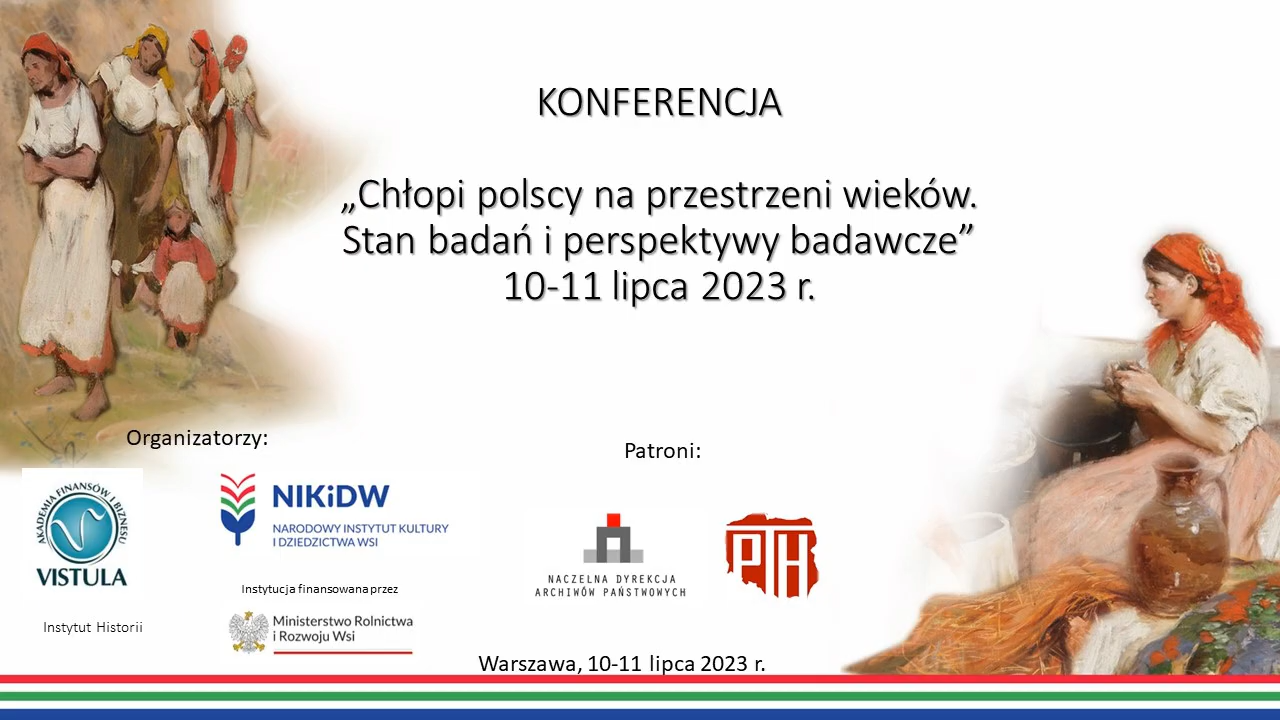 KONFERENCJA
„Chłopi polscy na przestrzeni wieków.
Stan badań i perspektywy badawcze”
10-11 lipca 2023 r.
Organizatorzy:
AKADEMIA FINANSÓW I BIZNESU
VISTULA
Instytut Historii
NIKiDW
NARODOWY INSTYTUT KULTURY
I DZIEDZICTWA WSI
Instytucja finansowana przez
Ministerstwo Rolnictwa
i Rozwoju Wsi
Patroni:
NACZELNA DYREKCJA
ARCHIWÓW PAŃSTWOWYCH
PTH
Warszawa, 10-11 lipca 2023 r.